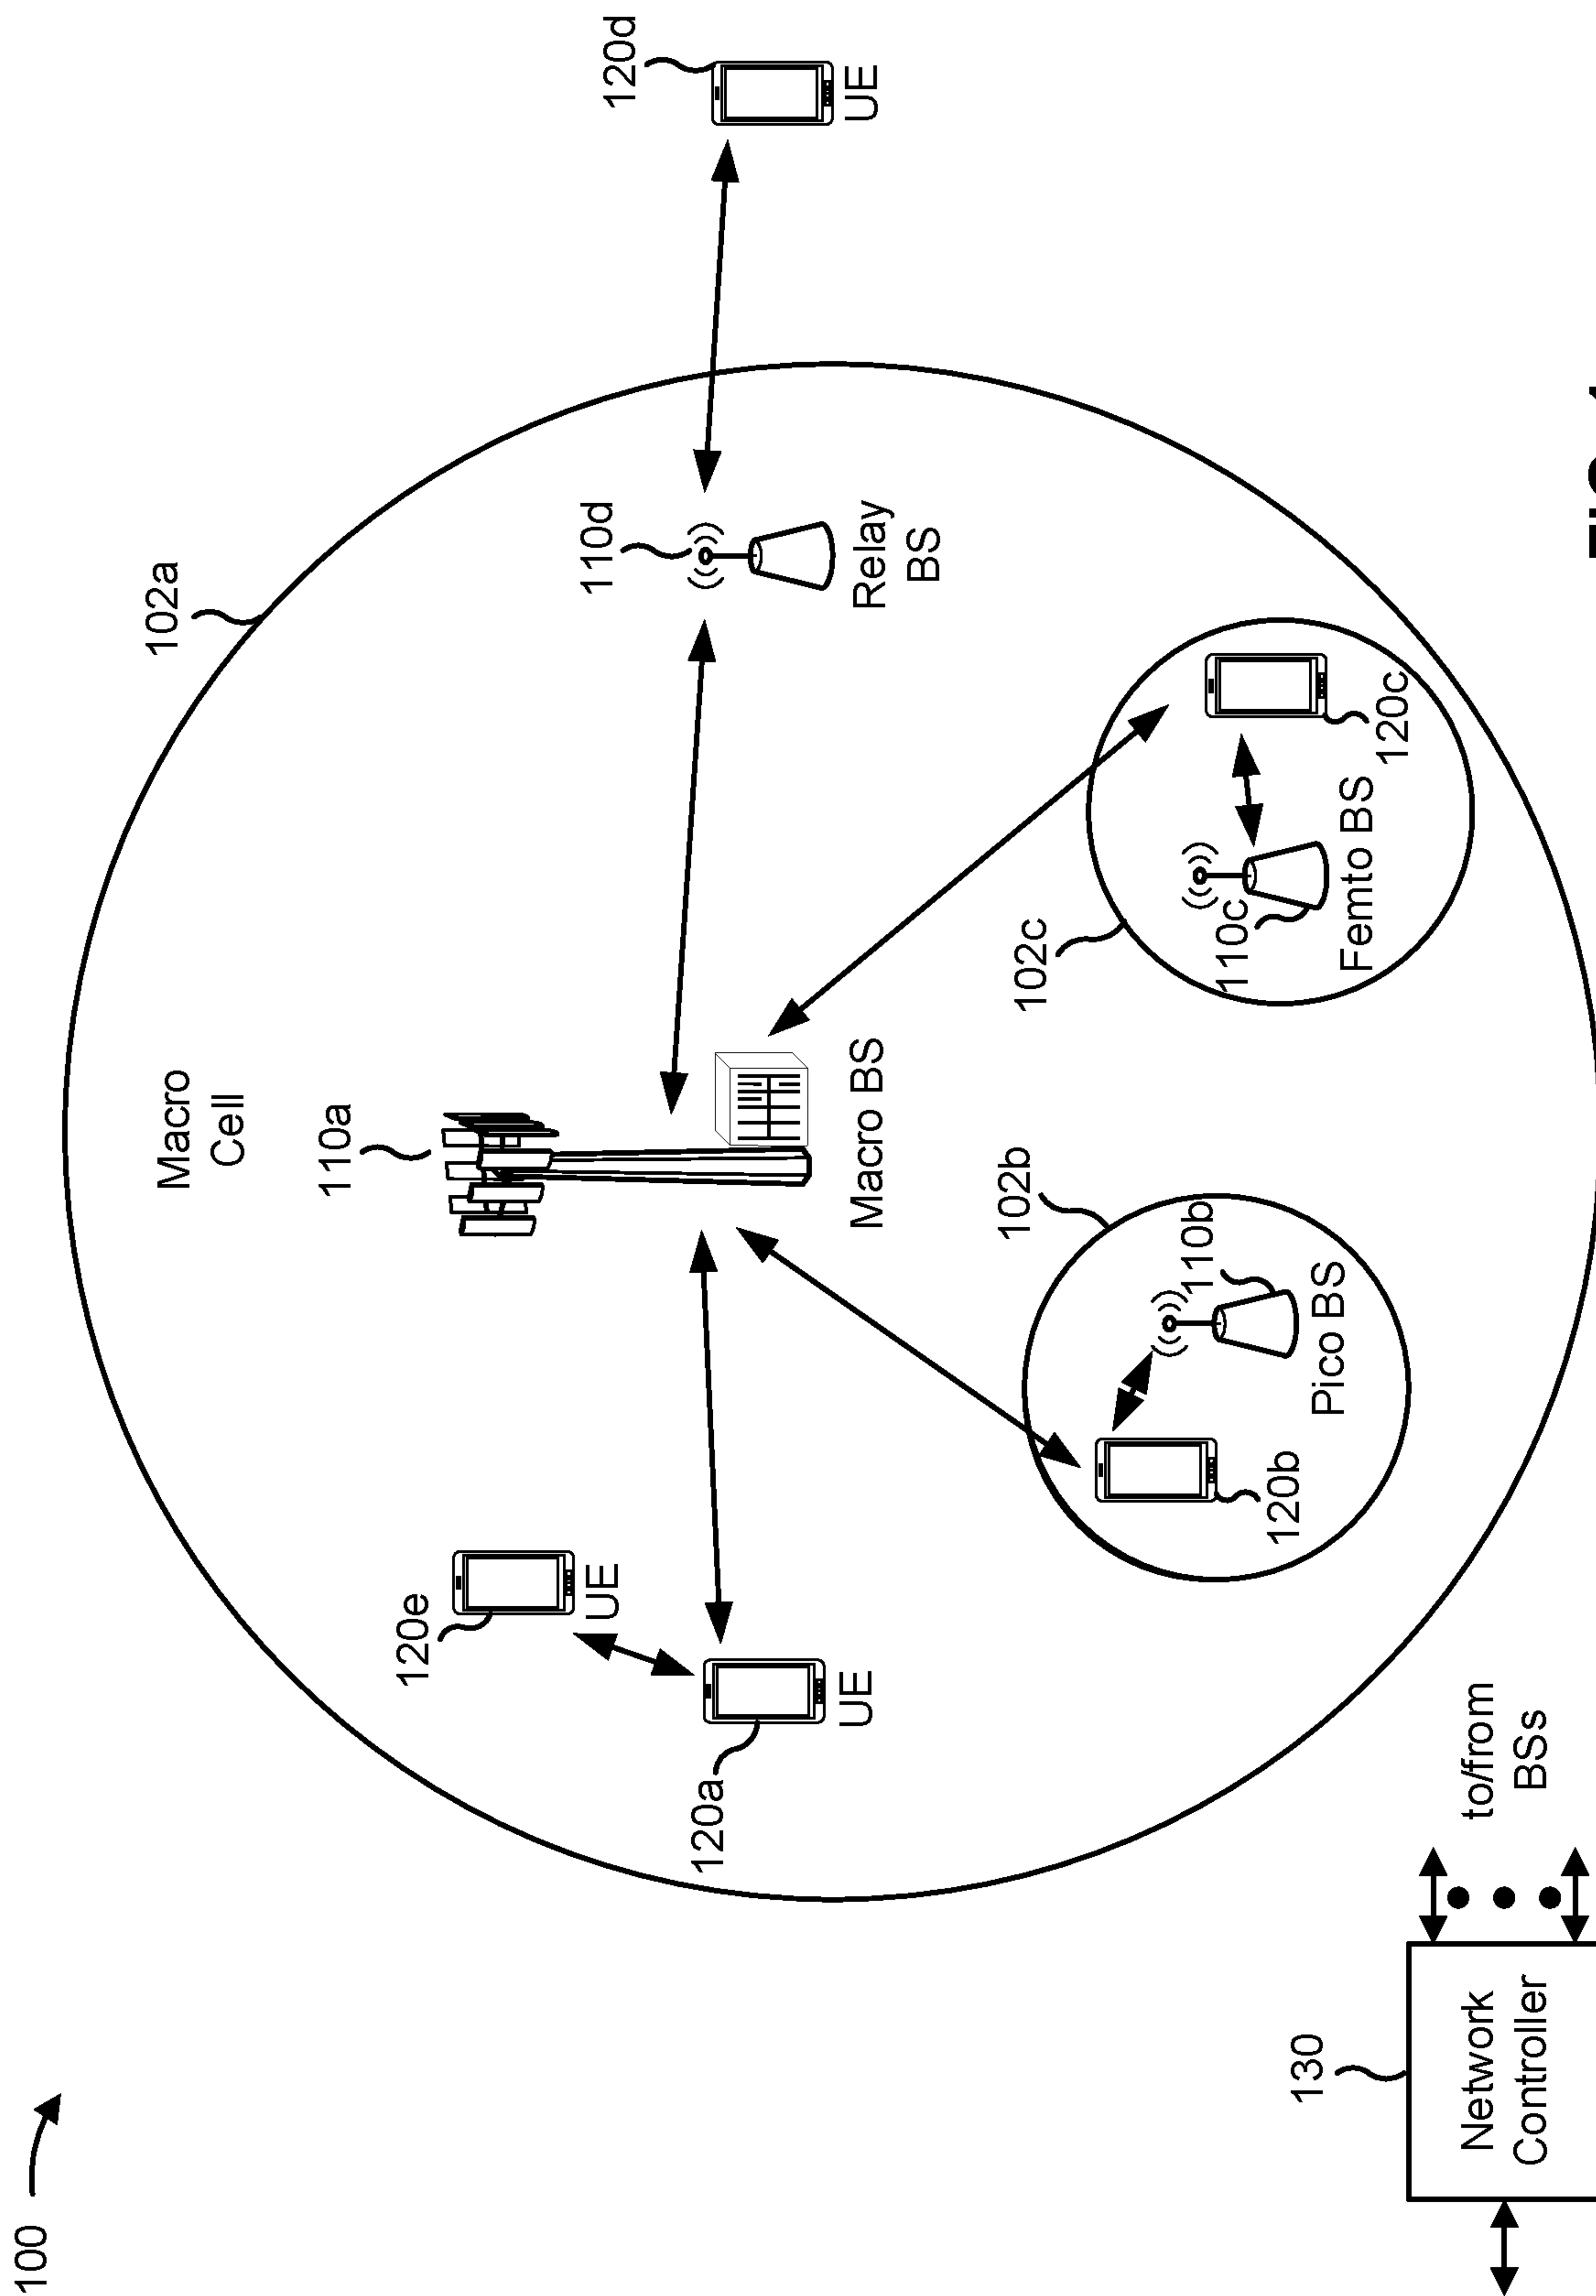 100
Macro
Cell
102a
110a
120e
UE
110d
120d
120a
UE
Macro BS
Relay
BS
UE
102b
102c
110b
110c
120b
Pico BS
Femto BS
120c
130
Network
Controller
to/from
BSs